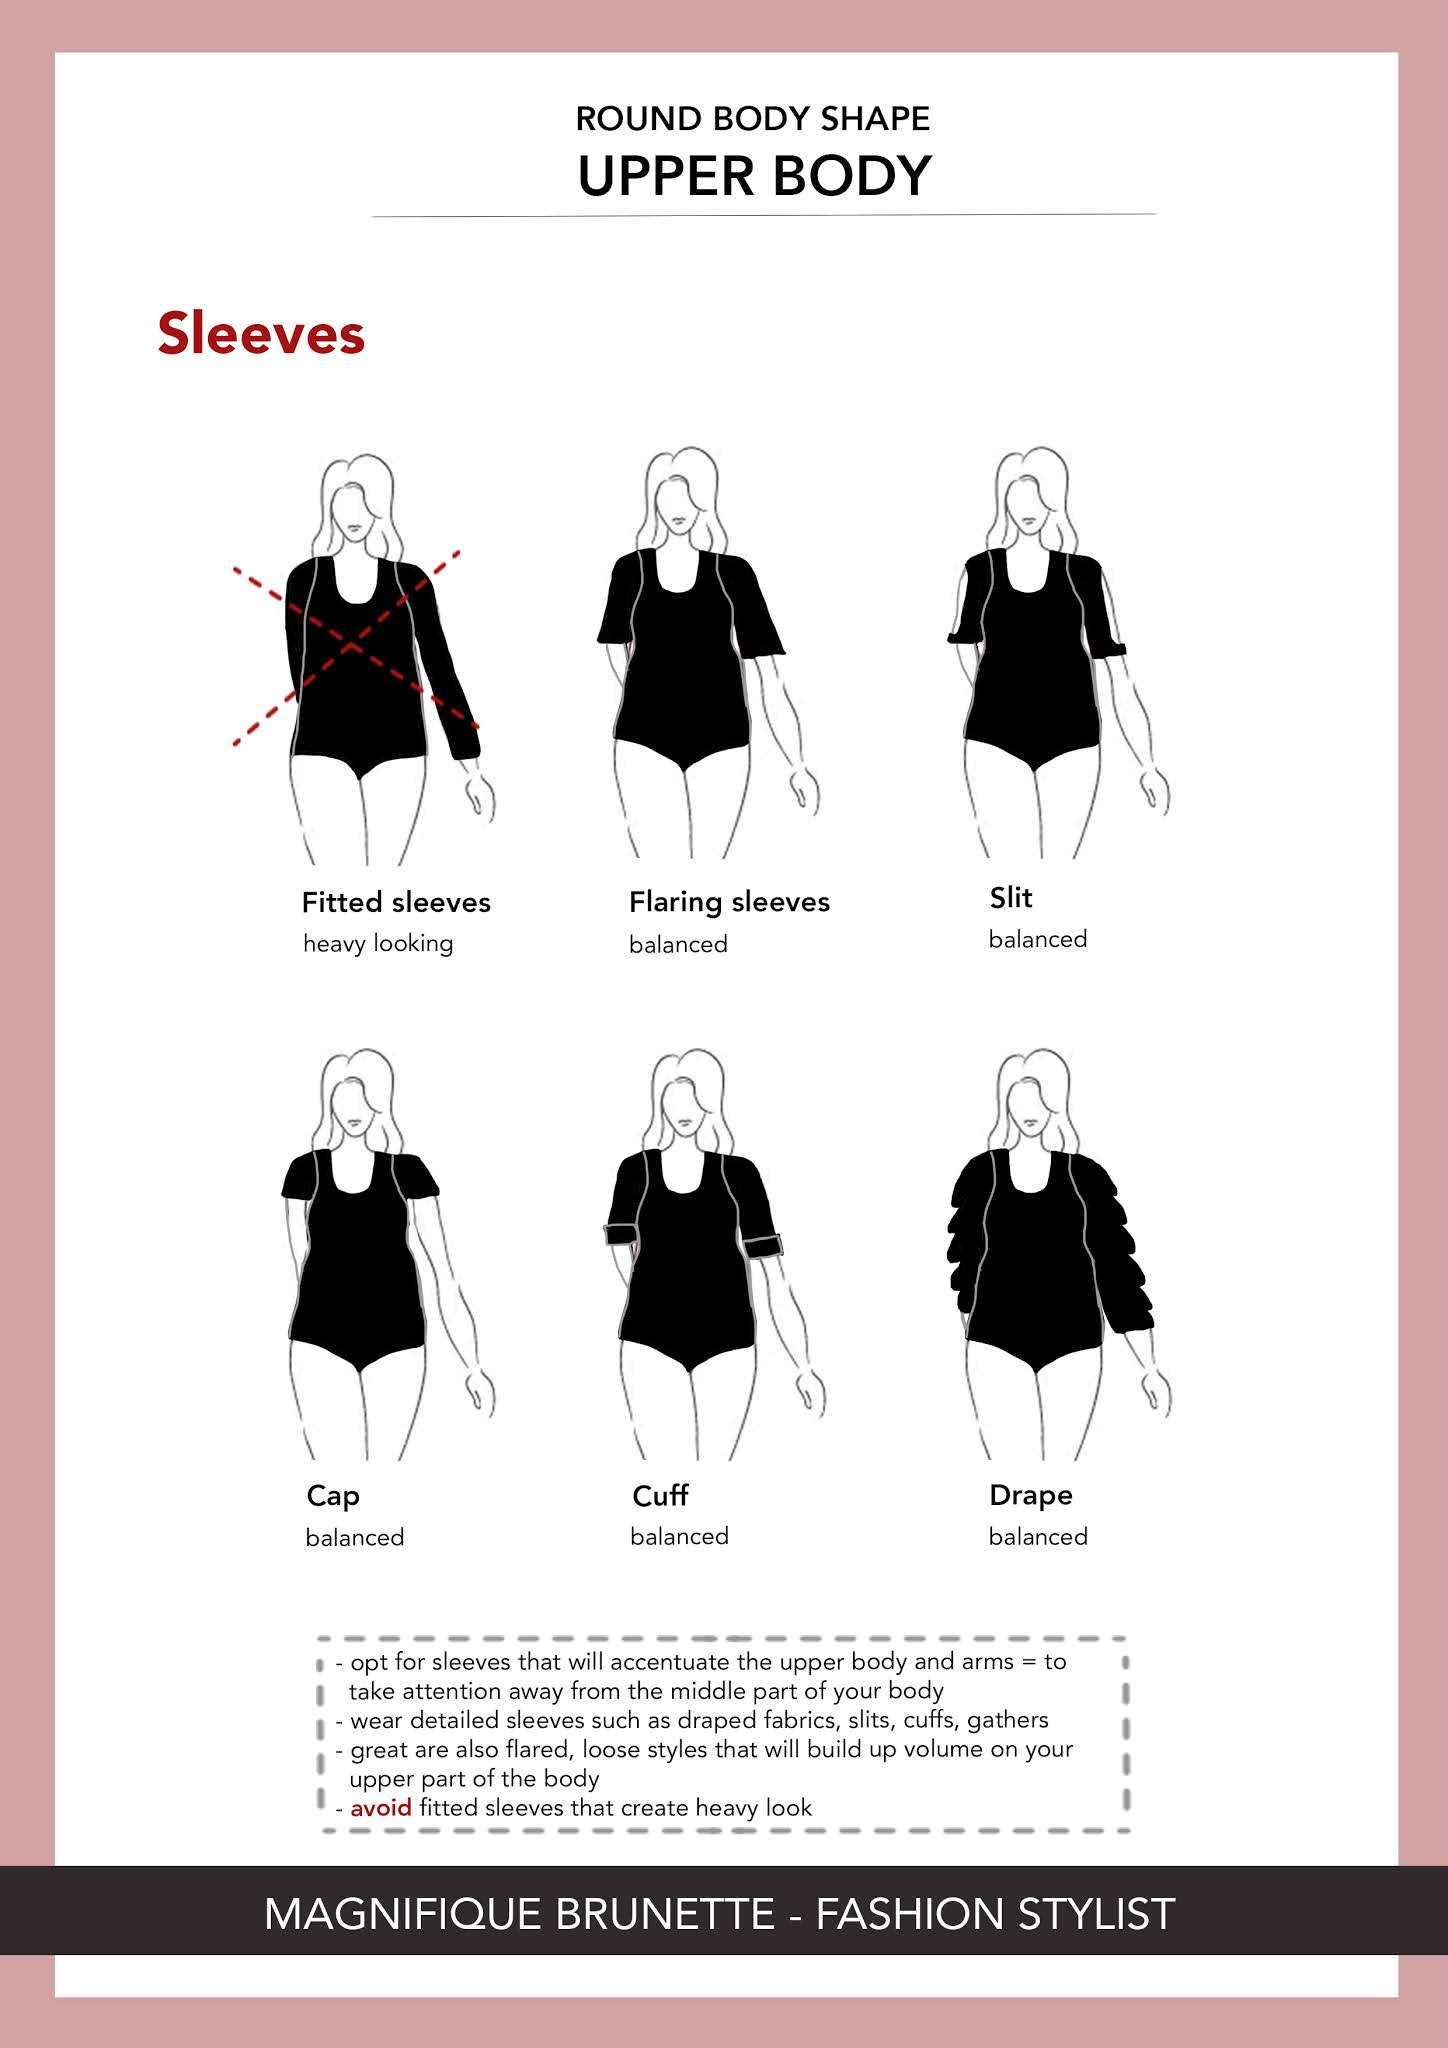 ROUND BODY SHAPE
UPPER BODY
Sleeves
Fitted sleeves
heavy looking
Flaring sleeves
balanced
Slit
balanced
Cap
balanced
Cuff
balanced
Drape
balanced
- opt for sleeves that will accentuate the upper body and arms = to
take attention away from the middle part of your body
- wear detailed sleeves such as draped fabrics, slits, cuffs, gathers
- great are also flared, loose styles that will build up volume on your
upper part of the body
- avoid fitted sleeves that create heavy look
MAGNIFIQUE BRUNETTE - FASHION STYLIST